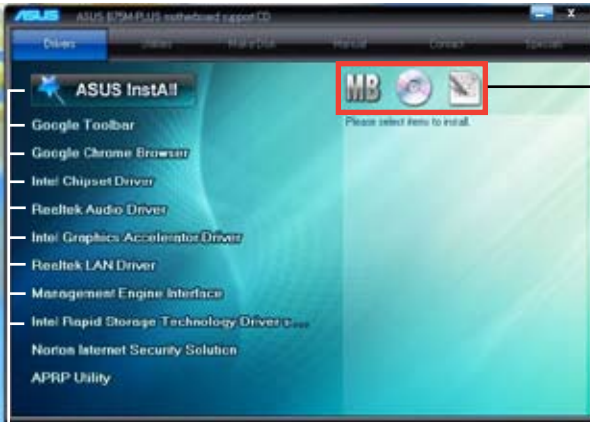 ASUS ASUS B75M-PLUS motherboard support CD
x
Drivers Utilities Make Disk Manual Contact Specials
ASUS InstAll
MB
Please select items to install.
Google Toolbar
Google Chrome Browser
Intel Chipset Driver
Realtek Audio Driver
Intel Graphics Accelerator Driver
Realtek LAN Driver
Management Engine Interface
Intel Rapid Storage Technology Driver s....
Norton Internet Security Solution
APRP Utility